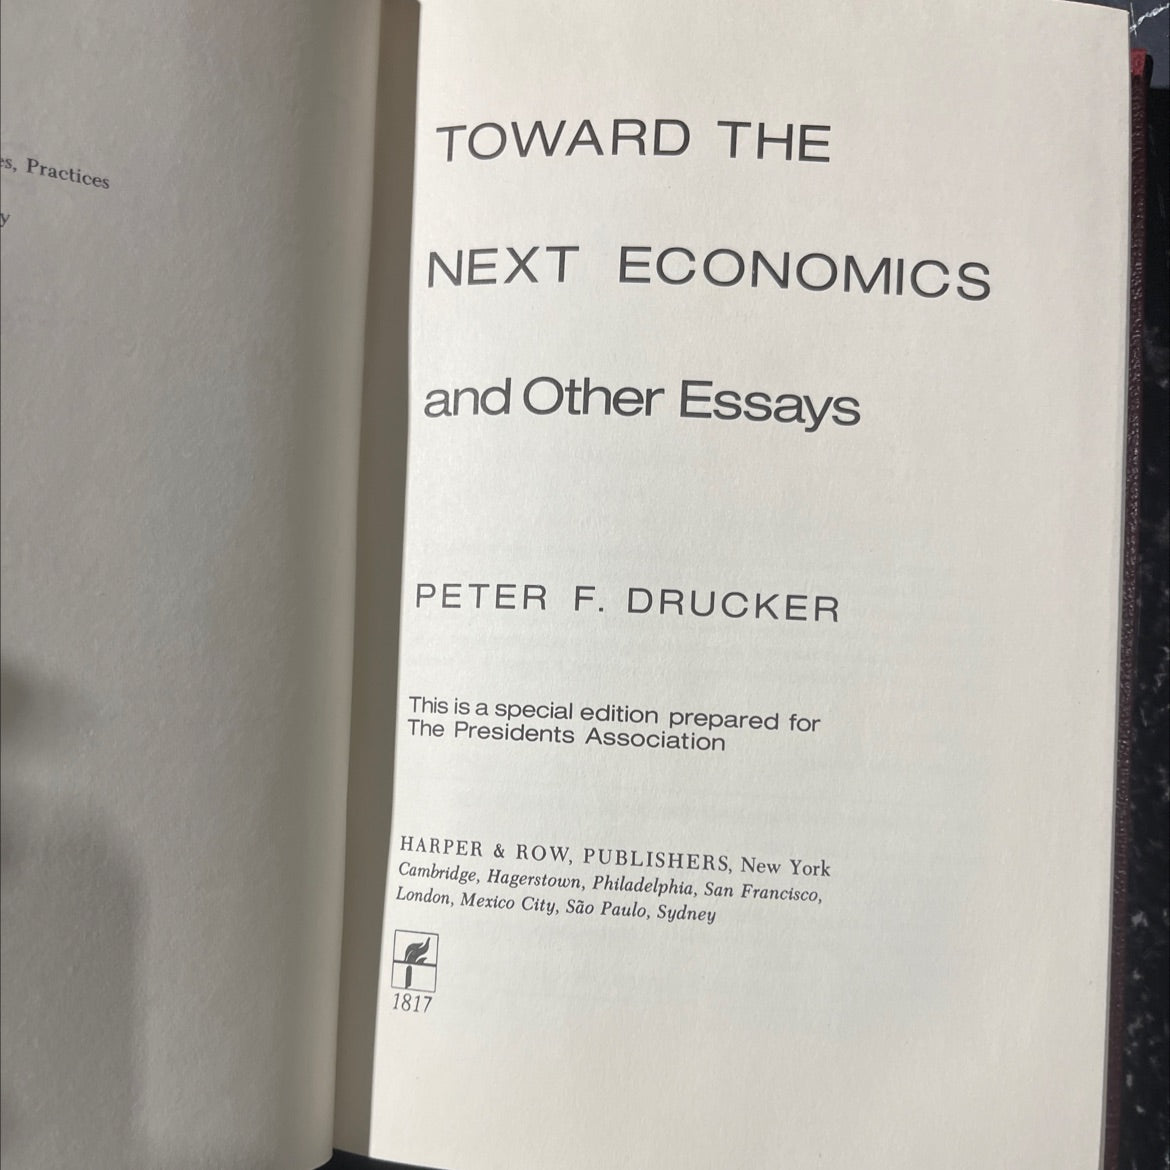 es, Practices
y
TOWARD THE
NEXT ECONOMICS
and Other Essays
PETER F. DRUCKER
This is a special edition prepared for
The Presidents Association
HARPER & ROW, PUBLISHERS, New York
Cambridge, Hagerstown, Philadelphia, San Francisco,
London, Mexico City, São Paulo, Sydney
1817